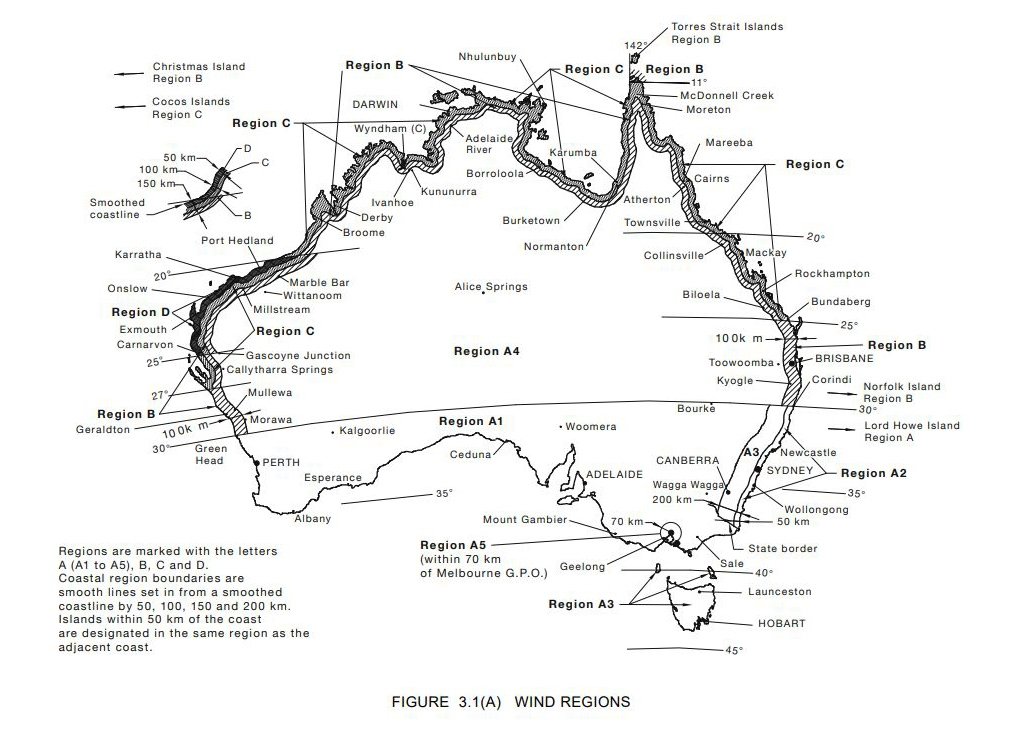 Torres Strait Islands
Region B
142°
Nhulunbuy
Christmas Island
Region B
Region B
Region C
Region B
11°
Cocos Islands
Region C
DARWIN
McDonnell Creek
Moreton
Region C
Wyndham (C)
Adelaide
River
Mareeba
D
50 km
C
100 km
150 km
Karumba
Region C
Borroloola
Cairns
Kununurra
Ivanhoe
Atherton
Smoothed
coastline
B
Derby
Burketown
Townsville
Broome
20°
Port Hedland
Normanton
Collinsville
Mackay
Karratha
20°
Rockhampton
Onslow
Marble Bar
Wittanoom
Alice Springs
Biloela
Bundaberg
Region D
Millstream
25°
Exmouth
Region C
100k m
Region B
Carnarvon
Gascoyne Junction
Region A4
BRISBANE
25°
Callytharra Springs
Toowoomba
Kyogle
Corindi
27°
Mullewa
Norfolk Island
Region B
Region B
Bourke
30°
Geraldton
100k m
Morawa
Kalgoorlie
Region A1
Woomera
Lord Howe Island
Region A
30°
Green
Head
Ceduna
A3
Newcastle
PERTH
CANBERRA
SYDNEY
Region A2
Esperance
ADELAIDE
Wagga Wagga
35°
200 km
35°
Wollongong
Albany
Mount Gambier
70 km
50 km
Region A5
(within 70 km
of Melbourne G.P.O.)
State border
Geelong
Sale
40°
Regions are marked with the letters
A (A1 to A5), B, C and D.
Coastal region boundaries are
smooth lines set in from a smoothed
coastline by 50, 100, 150 and 200 km.
Islands within 50 km of the coast
are designated in the same region as the
adjacent coast.
Launceston
Region A3
HOBART
45°
FIGURE 3.1(A) WIND REGIONS